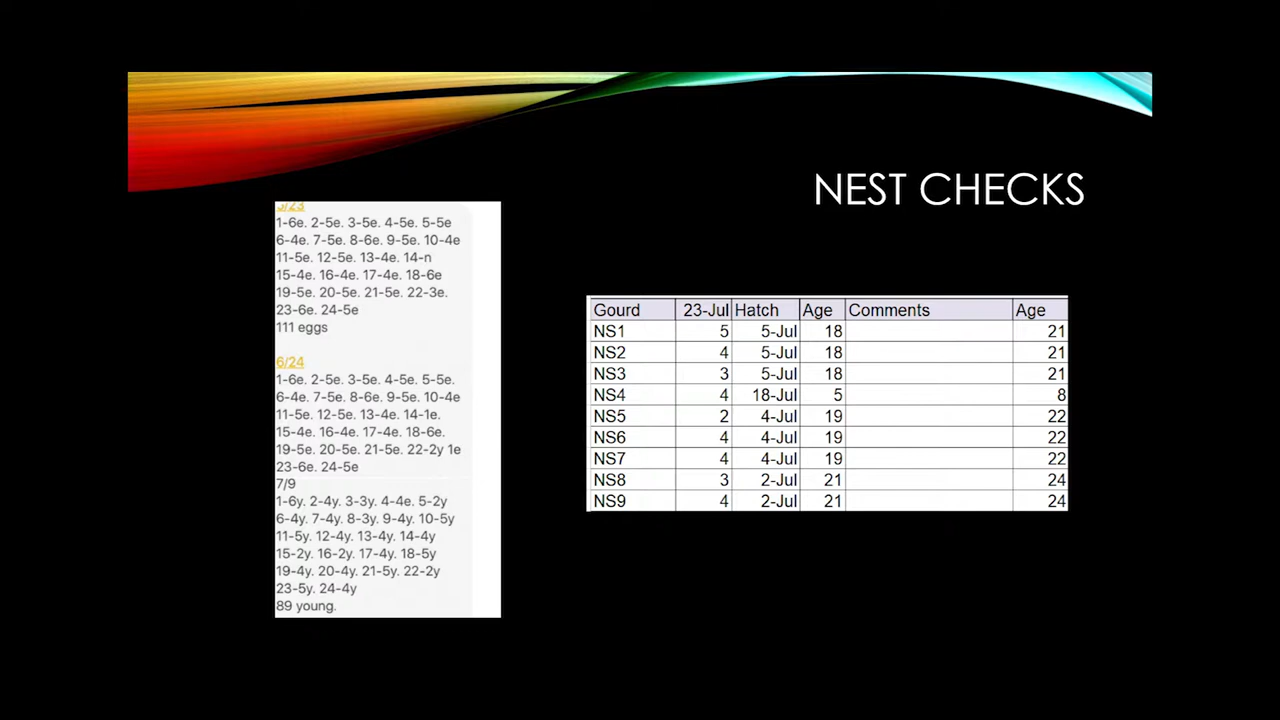 NEST CHECKS
5/23
1-6e. 2-5e. 3-5e. 4-5e. 5-5e
6-4e. 7-5e. 8-6e. 9-5e. 10-4e
11-5e. 12-5e. 13-4e. 14-n
15-4e. 16-4e. 17-4e. 18-6e
19-5e. 20-5e. 21-5e. 22-3e.
23-6e. 24-5e
111 eggs
6/24
1-6e. 2-5e. 3-5e. 4-5e. 5-5e.
6-4e. 7-5e. 8-6e. 9-5e. 10-4e
11-5e. 12-5e. 13-4e. 14-1e.
15-4e. 16-4e. 17-4e. 18-6e.
19-5e. 20-5e. 21-5e. 22-2y 1e
23-6e. 24-5e
7/9
1-6y. 2-4y. 3-3y. 4-4e. 5-2y
6-4y. 7-4y. 8-3y. 9-4y. 10-5y
11-5y. 12-4y. 13-4y. 14-4y
15-2y. 16-2y. 17-4y. 18-5y
19-4y. 20-4y. 21-5y. 22-2y
23-5y. 24-4y
89 young.
Gourd 23-Jul Hatch Age Comments Age
NS1 5 5-Jul 18 21
NS2 4 5-Jul 18 21
NS3 3 5-Jul 18 21
NS4 4 18-Jul 5 8
NS5 2 4-Jul 19 22
NS6 4 4-Jul 19 22
NS7 4 4-Jul 19 22
NS8 3 2-Jul 21 24
NS9 4 2-Jul 21 24